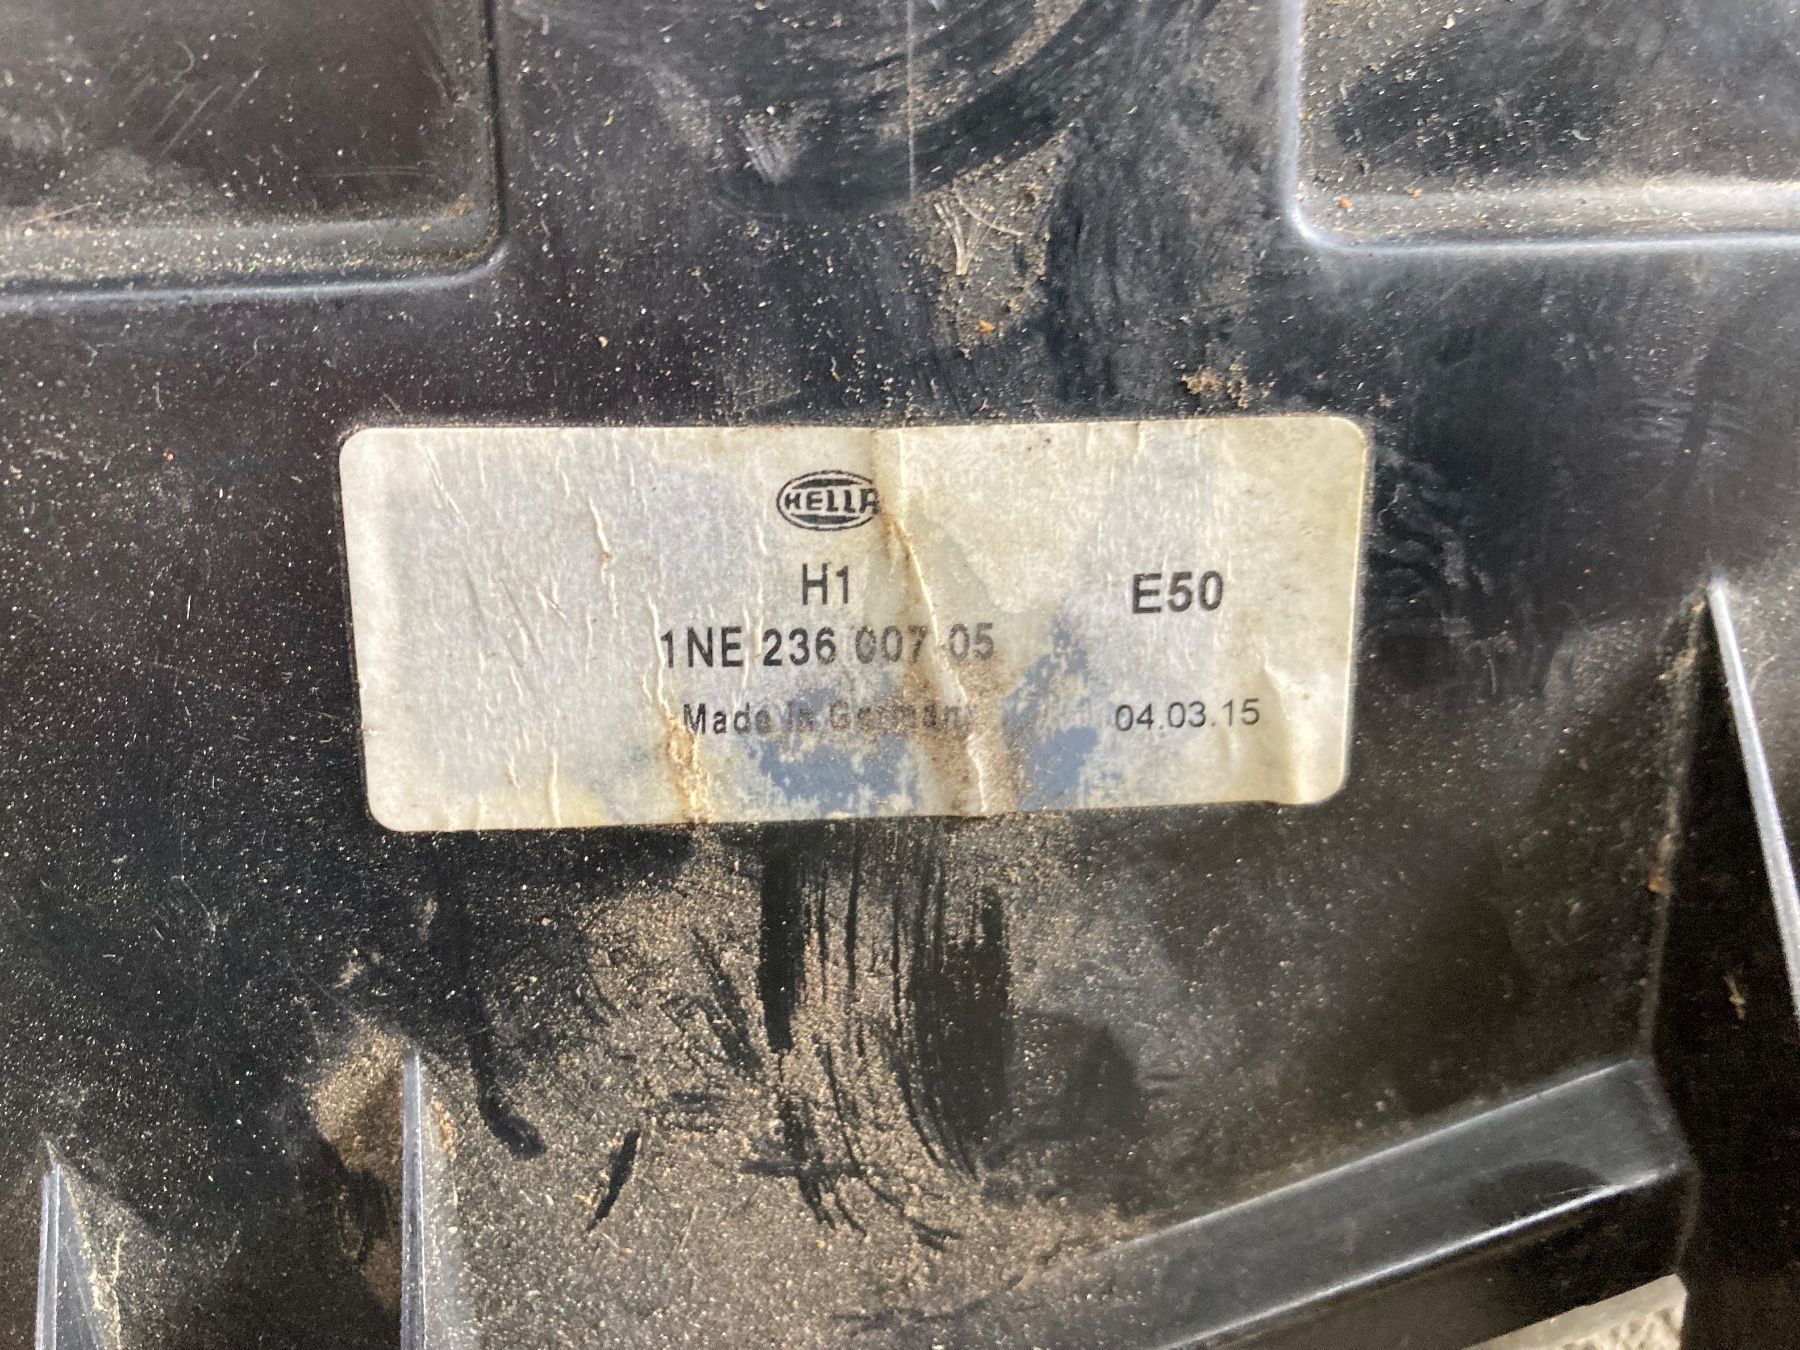 HELLA
H1
E50
1NE 236 007-05
Made in Germany
04.03.15